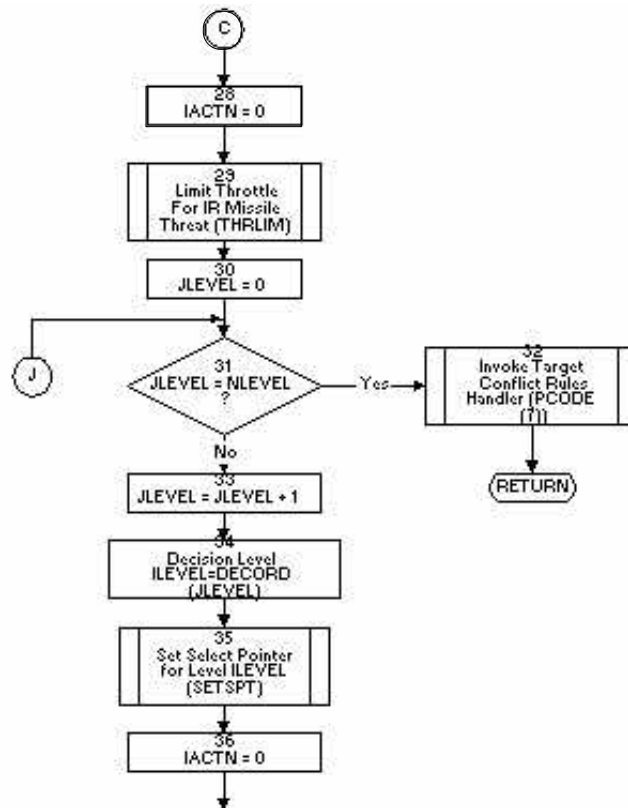 C
28
IACTN = 0
29
Limit Throttle
For IR Missile
Threat (THRLIM)
30
JLEVEL = 0
J
31
JLEVEL = NLEVEL
?
Yes
32
Invoke Target
Conflict Rules
Handler (PCODE
(7))
RETURN
No
33
JLEVEL = JLEVEL + 1
34
Decision Level
ILEVEL=DECORD
(JLEVEL)
35
Set Select Pointer
for Level ILEVEL
(SETSPT)
36
IACTN = 0